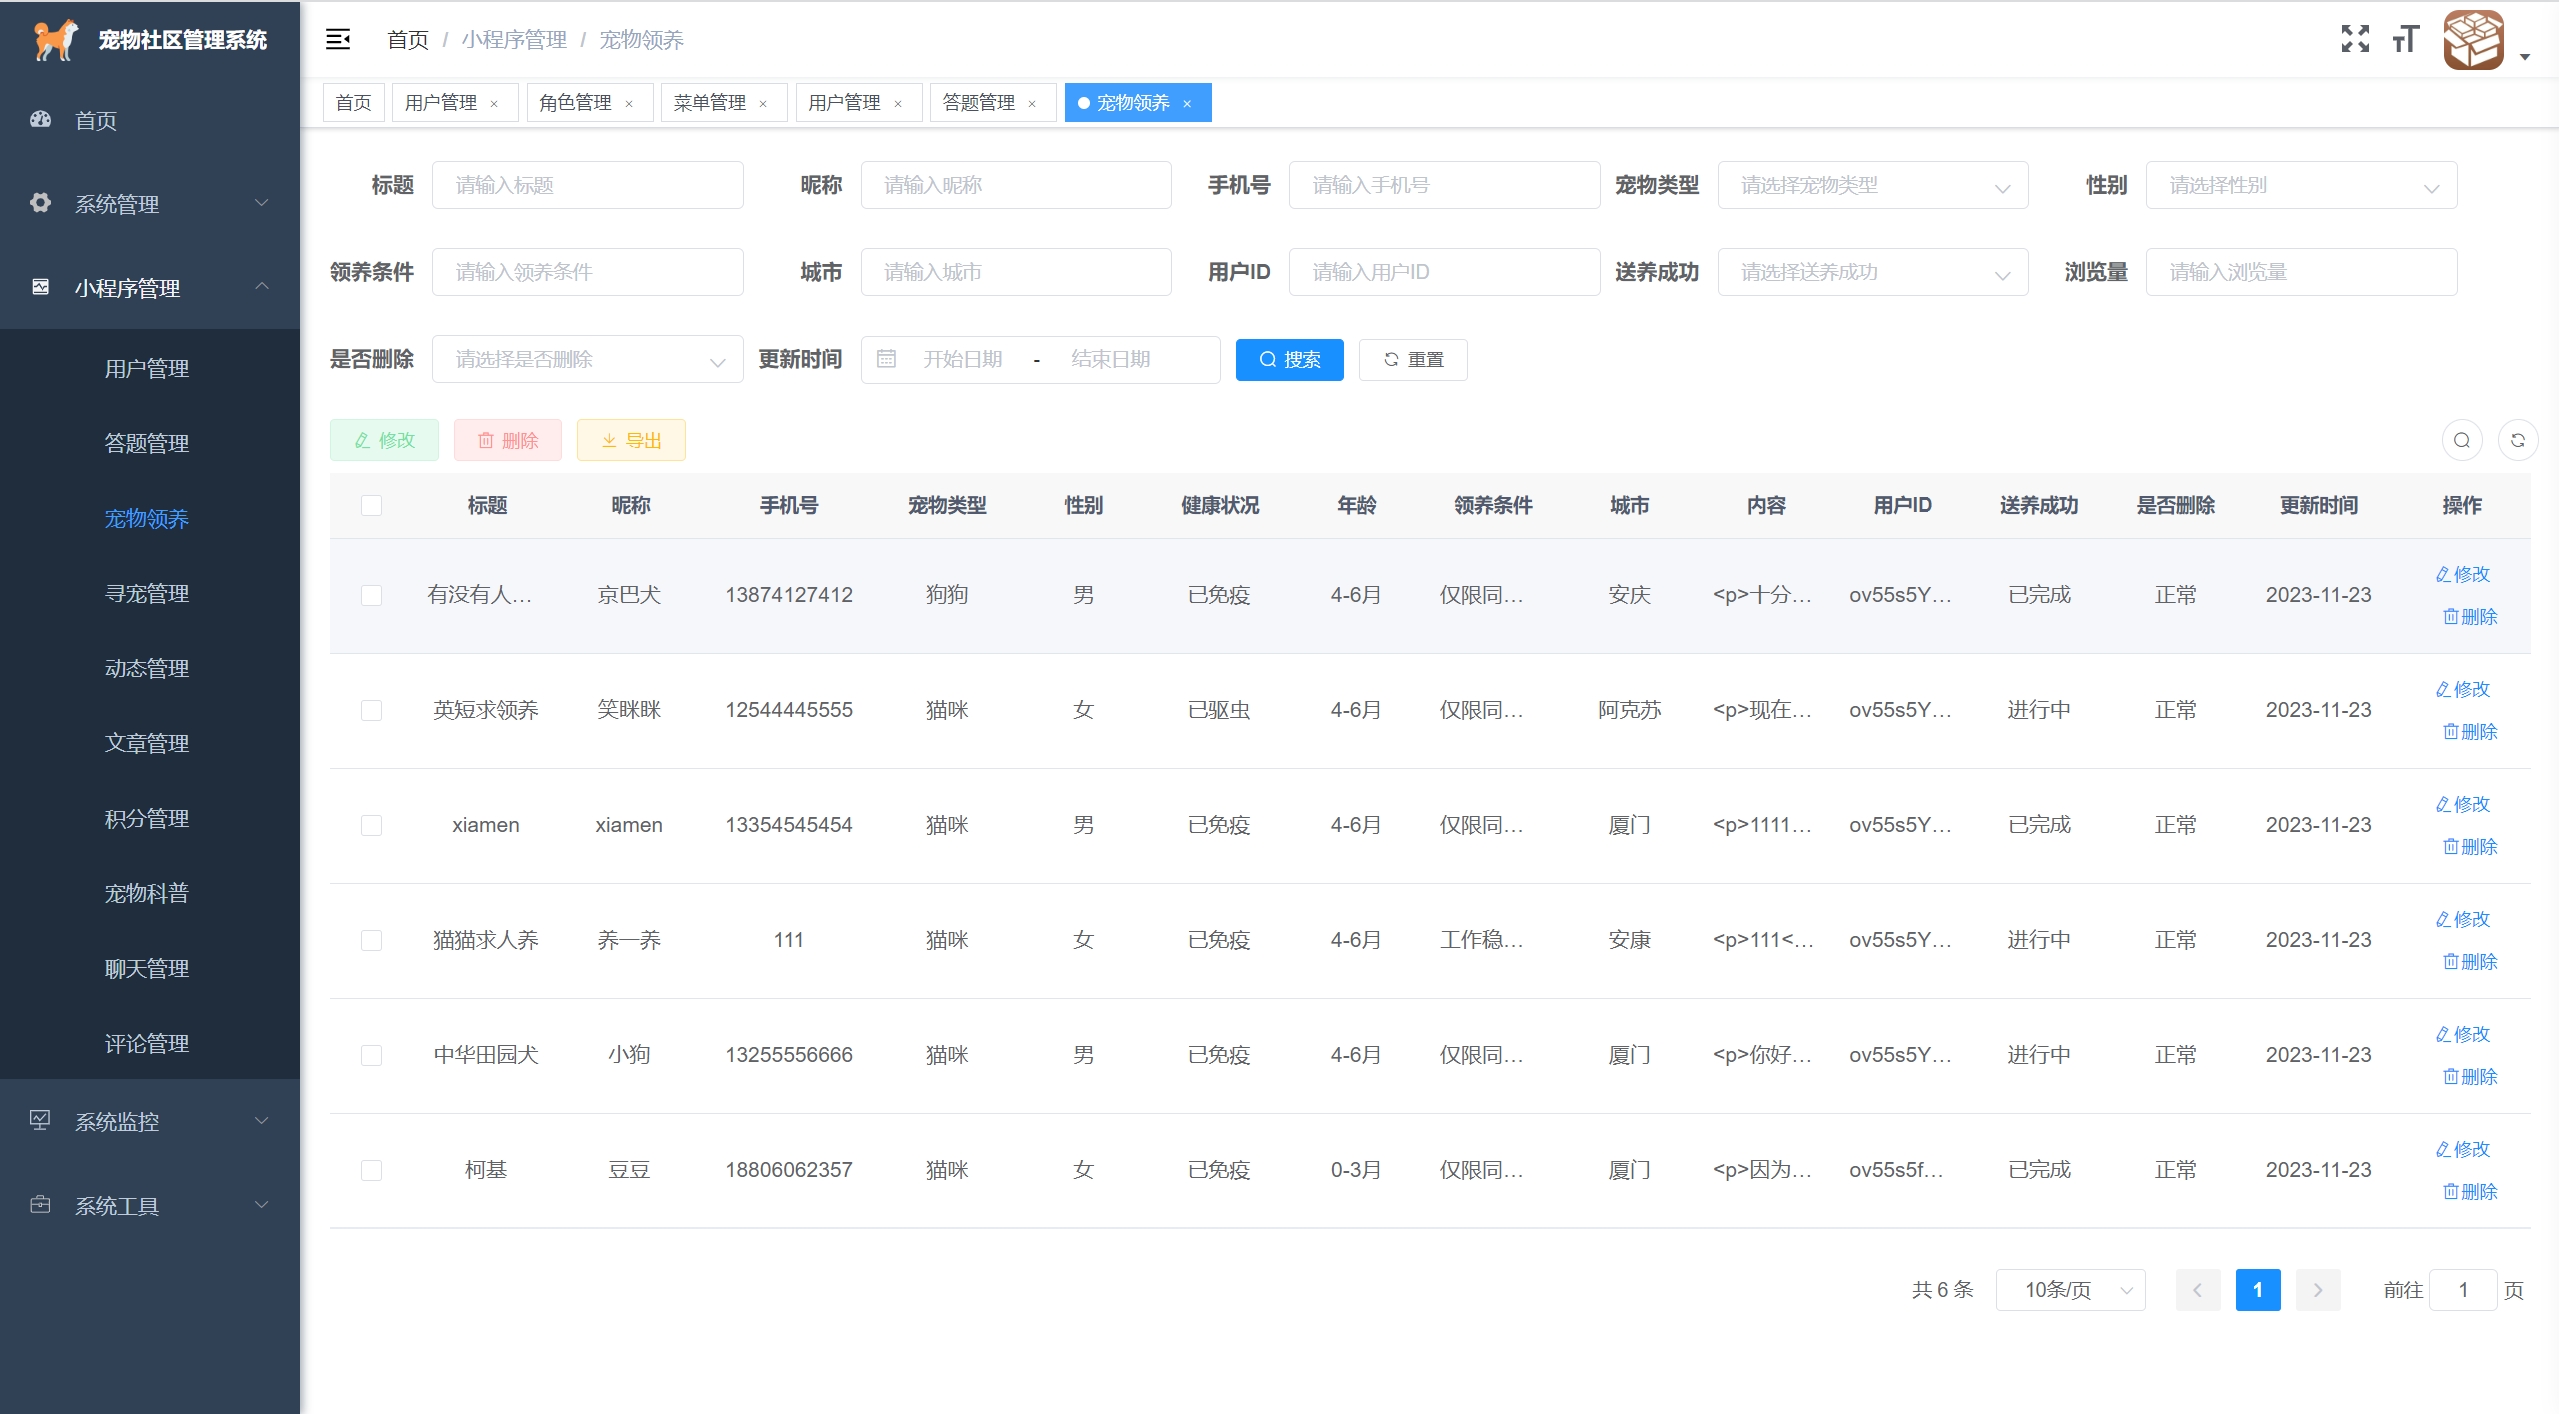 宠物社区管理系统
首页 / 小程序管理 / 宠物领养
首页 用户管理 × 角色管理 × 菜单管理 × 用户管理 × 答题管理 × 宠物领养 ×
首页
系统管理
小程序管理
用户管理
答题管理
宠物领养
寻宠管理
动态管理
文章管理
积分管理
宠物科普
聊天管理
评论管理
系统监控
系统工具
标题 请输入标题 昵称 请输入昵称 手机号 请输入手机号 宠物类型 请选择宠物类型 性别 请选择性别
领养条件 请输入领养条件 城市 请输入城市 用户ID 请输入用户ID 送养成功 请选择送养成功 浏览量 请输入浏览量
是否删除 请选择是否删除 更新时间 开始日期 - 结束日期 搜索 重置
修改 删除 导出
标题 昵称 手机号 宠物类型 性别 健康状况 年龄 领养条件 城市 内容 用户ID 送养成功 是否删除 更新时间 操作
有没有人… 京巴犬 13874127412 狗狗 男 已免疫 4-6月 仅限同… 安庆 <p>十分… ov55s5Y… 已完成 正常 2023-11-23 修改
删除
英短求领养 笑眯眯 12544445555 猫咪 女 已驱虫 4-6月 仅限同… 阿克苏 <p>现在… ov55s5Y… 进行中 正常 2023-11-23 修改
删除
xiamen xiamen 13354545454 猫咪 男 已免疫 4-6月 仅限同… 厦门 <p>1111… ov55s5Y… 已完成 正常 2023-11-23 修改
删除
猫猫求人养 养一养 111 猫咪 女 已免疫 4-6月 工作稳… 安康 <p>111<… ov55s5Y… 进行中 正常 2023-11-23 修改
删除
中华田园犬 小狗 13255556666 猫咪 男 已免疫 4-6月 仅限同… 厦门 <p>你好… ov55s5Y… 进行中 正常 2023-11-23 修改
删除
柯基 豆豆 18806062357 猫咪 女 已免疫 0-3月 仅限同… 厦门 <p>因为… ov55s5f… 已完成 正常 2023-11-23 修改
删除
共 6 条 10条/页 1 前往 1 页